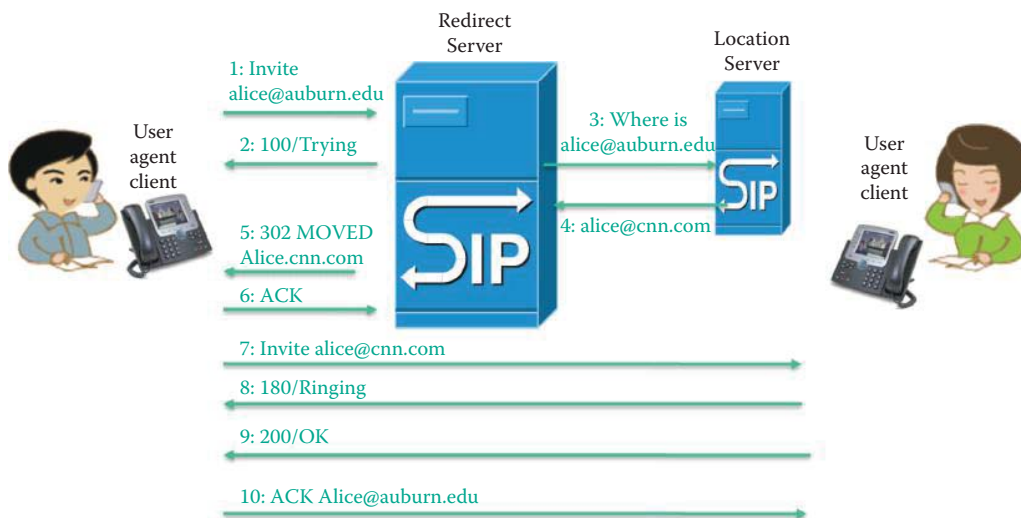 Redirect
Server
Location
Server
1: Invite
alice@auburn.edu
2: 100/Trying
3: Where is
alice@auburn.edu
User
agent
client
User
agent
client
4: alice@cnn.com
5: 302 MOVED
Alice.cnn.com
6: ACK
SIP
SIP
7: Invite alice@cnn.com
8: 180/Ringing
9: 200/OK
10: ACK Alice@auburn.edu